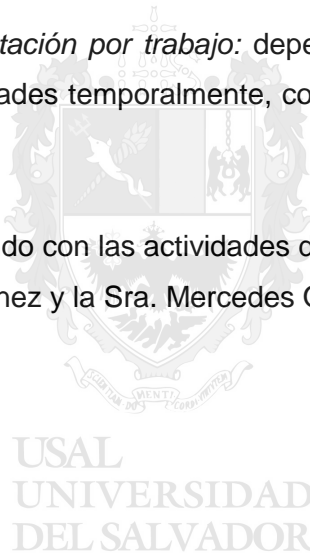 tación por trabajo: depe
ades temporalmente, co
do con las actividades d
nez y la Sra. Mercedes
USAL
UNIVERSIDAD
DEL SALVADOR